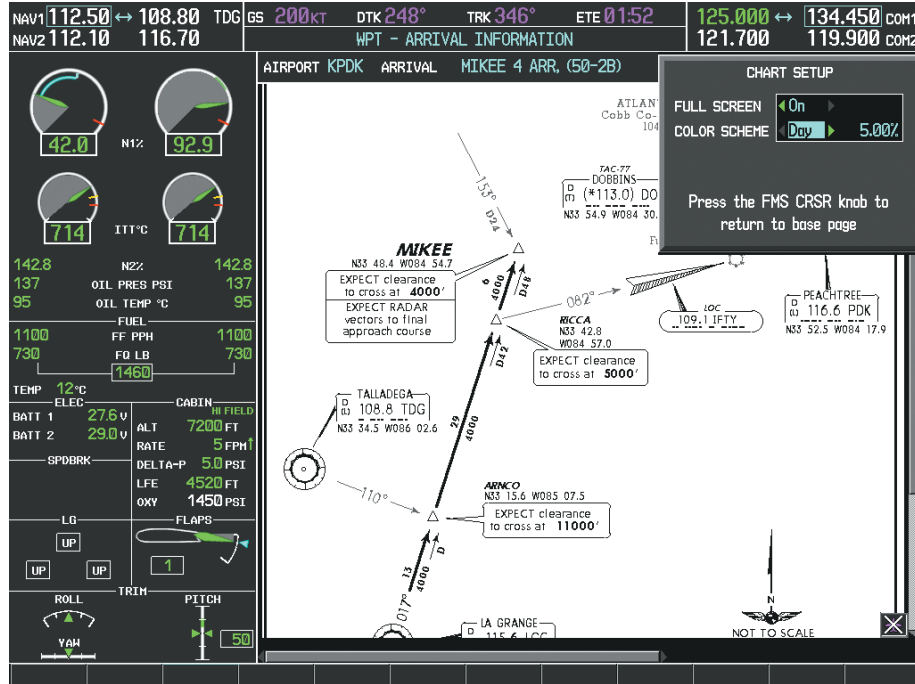 NAV1 112.50 ↔ 108.80 TDG
NAV2 112.10 116.70
GS 200KT DTK 248° TRK 346° ETE 01:52
WPT - ARRIVAL INFORMATION
125.000 ↔ 134.450 COM1
121.700 119.900 COM2
AIRPORT KPDK ARRIVAL MIKEE 4 ARR, (50-2B)
CHART SETUP
FULL SCREEN On
COLOR SCHEME Day 5.00%
Press the FMS CRSR knob to
return to base page
42.0 N1% 92.9
714 ITT°C 714
142.8 N2% 142.8
137 OIL PRES PSI 137
95 OIL TEMP °C 95
FUEL
1100 FF PPH 1100
730 FQ LB 730
1460
TEMP 12°C
ELEC
BATT 1 27.6 V
BATT 2 29.0 V
SPDBRK
CABIN
HI FIELD
ALT 7200 FT
RATE 5 FPM↑
DELTA-P 5.0 PSI
LFE 4520 FT
OXY 1450 PSI
LG
UP
UP UP
FLAPS
1
TRIM
ROLL PITCH
YAW
50
ATLAN
Cobb Co-
104
153°
D24
TAC-77
DOBBINS
D (*113.0) DO
N33 54.9 W084 30.
MIKEE
N33 48.4 W084 54.7
EXPECT clearance
to cross at 4000'
EXPECT RADAR
vectors to final
approach course
6
4000
D48
082°
LOC
109.1 IFTY
PEACHTREE
D 116.6 PDK
N33 52.5 W084 17.9
RICCA
N33 42.8
W084 57.0
EXPECT clearance
to cross at 5000'
D42
29
4000
TALLADEGA
D 108.8 TDG
N33 34.5 W086 02.6
110°
ARNCO
N33 15.6 W085 07.5
EXPECT clearance
to cross at 11000'
D
13
4000
017°
LA GRANGE
D 115.6 LGC
N
NOT TO SCALE